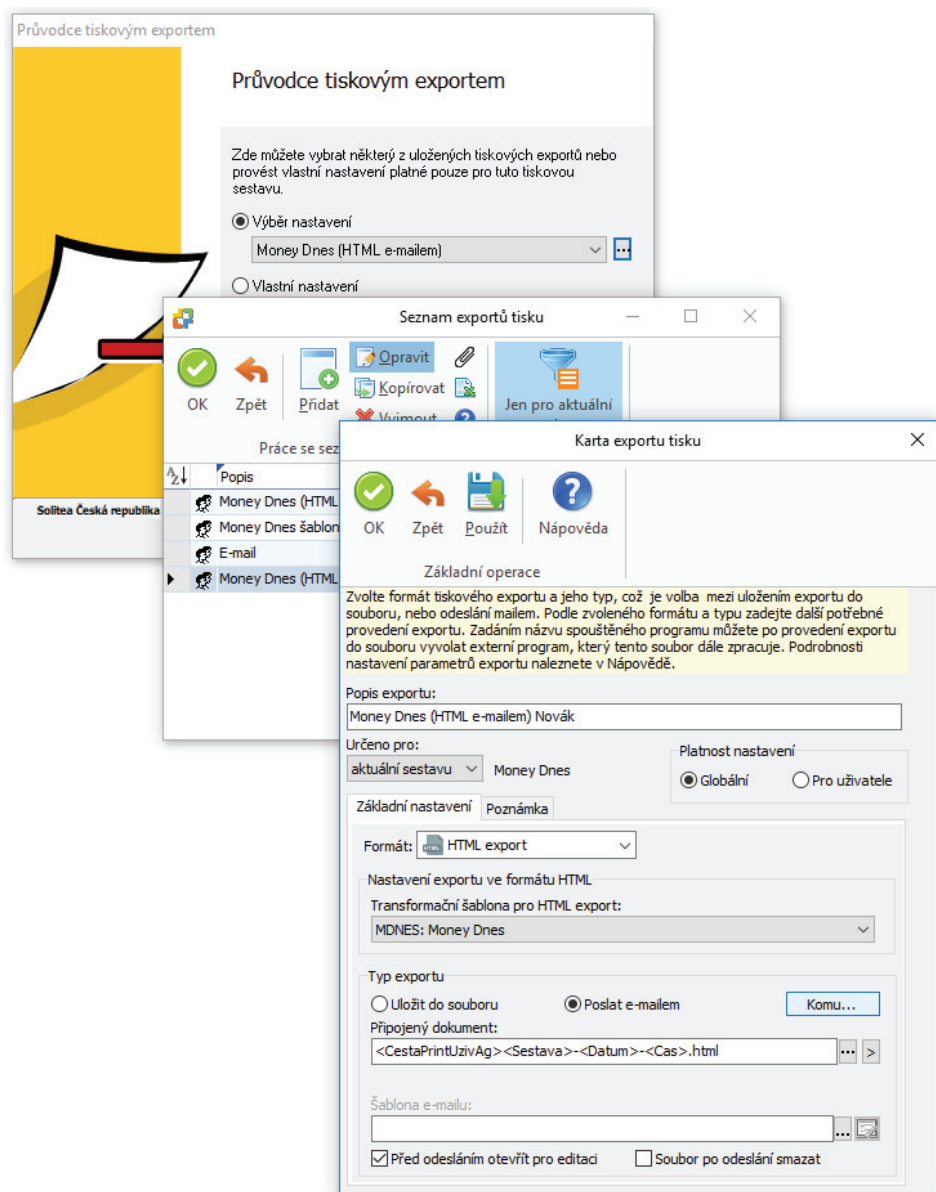 Průvodce tiskovým exportem
Průvodce tiskovým exportem
Zde můžete vybrat některý z uložených tiskových exportů nebo
provést vlastní nastavení platné pouze pro tuto tiskovou
sestavu.
Výběr nastavení
Money Dnes (HTML e-mailem)
Vlastní nastavení
Solitea Česká republika
Seznam exportů tisku
OK
Zpět
Přidat
Opravit
Kopírovat
Vyjmout
Jen pro aktuální
Práce se sez
Popis
Money Dnes (HTML
Money Dnes šablon
E-mail
Money Dnes (HTML
Karta exportu tisku
OK
Zpět
Použít
Nápověda
Základní operace
Zvolte formát tiskového exportu a jeho typ, což je volba mezi uložením exportu do
souboru, nebo odeslání mailem. Podle zvoleného formátu a typu zadejte další potřebné
provedení exportu. Zadáním názvu spouštěného programu můžete po provedení exportu
do souboru vyvolat externí program, který tento soubor dále zpracuje. Podrobnosti
nastavení parametrů exportu naleznete v Nápovědě.
Popis exportu:
Money Dnes (HTML e-mailem) Novák
Určeno pro:
aktuální sestavu
Money Dnes
Platnost nastavení
Globální
Pro uživatele
Základní nastavení
Poznámka
Formát:
HTML export
Nastavení exportu ve formátu HTML
Transformační šablona pro HTML export:
MDNES: Money Dnes
Typ exportu
Uložit do souboru
Poslat e-mailem
Komu...
Připojený dokument:
<CestaPrintUzivAg><Sestava>-<Datum>-<Cas>.html
Šablona e-mailu:
Před odesláním otevřít pro editaci
Soubor po odeslání smazat